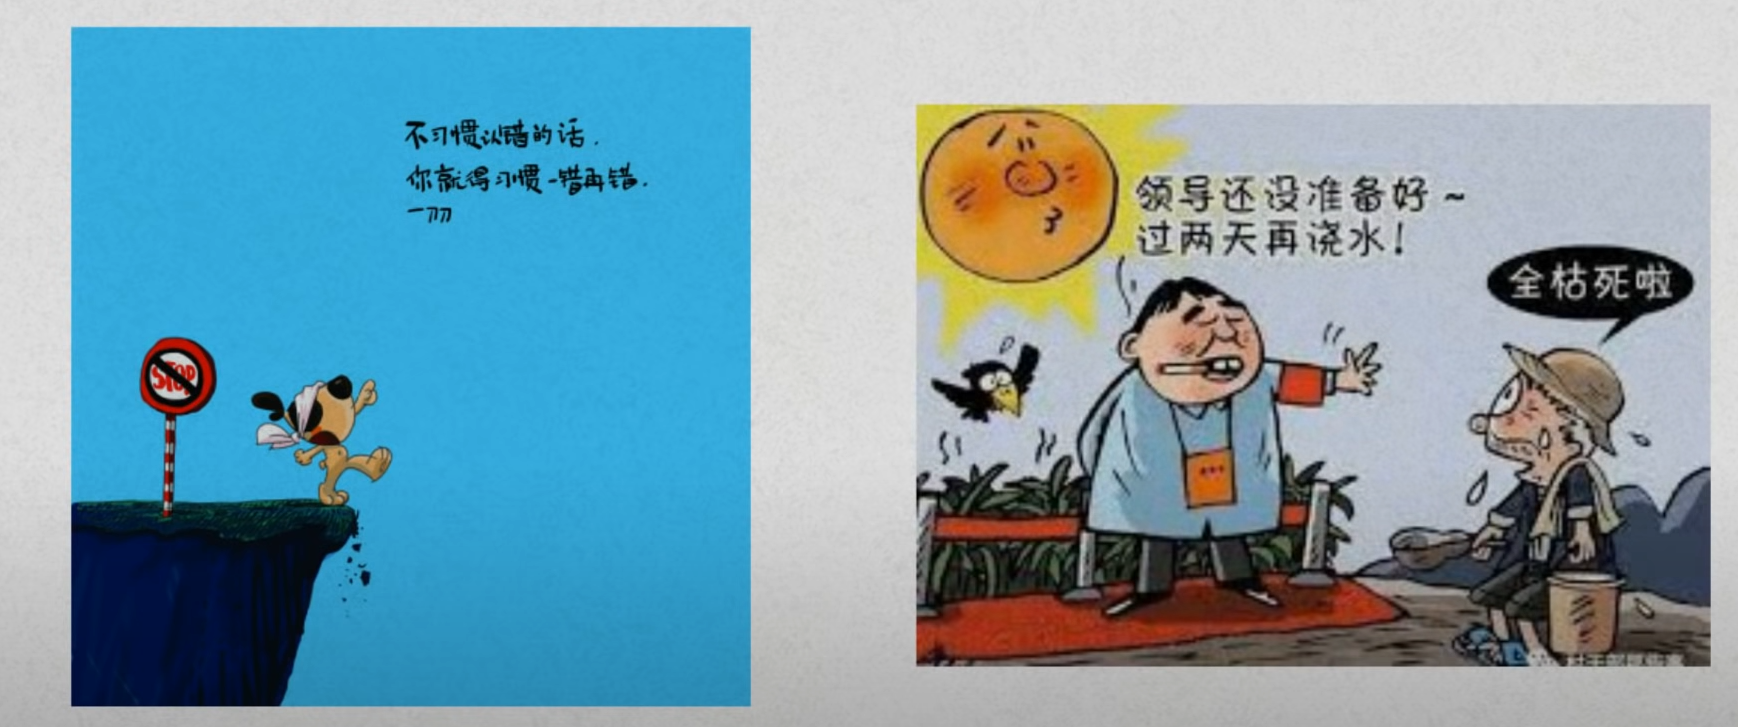 不习惯认错的话.
你就得习惯一错再错.
一刀刀
STOP
领导还没准备好~
过两天再浇水!
全枯死啦